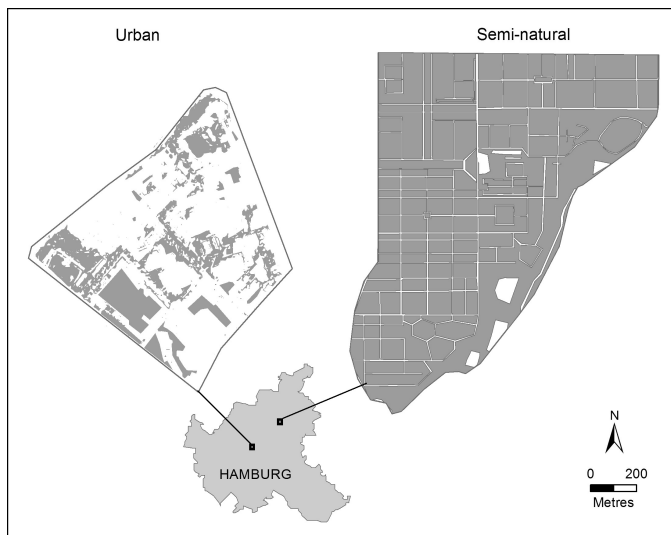 Urban
Semi-natural
HAMBURG
N
0 200
Metres